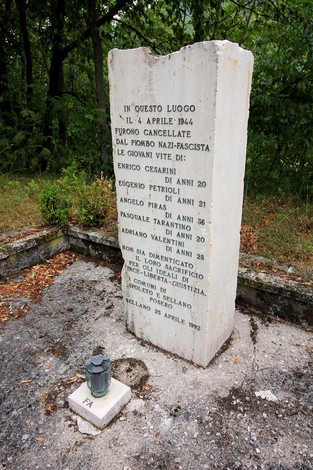 IN QUESTO LUOGO
IL 4 APRILE 1944
FURONO CANCELLATE
DAL PIOMBO NAZI-FASCISTA
LE GIOVANI VITE DI:
ENRICO CESARINI
DI ANNI 20
EUGENIO PETRIOLI
DI ANNI 21
ANGELO PIRAS
DI ANNI 38
PASQUALE TARANTINO
DI ANNI 20
ADRIANO VALENTINI
DI ANNI 28
NON SIA DIMENTICATO
IL LORO SACRIFICIO
PER GLI IDEALI DI
PACE-LIBERTÀ-GIUSTIZIA.
I COMUNI DI
SPOLETO E SELLANO
POSERO
SELLANO 25 APRILE 1992
FA